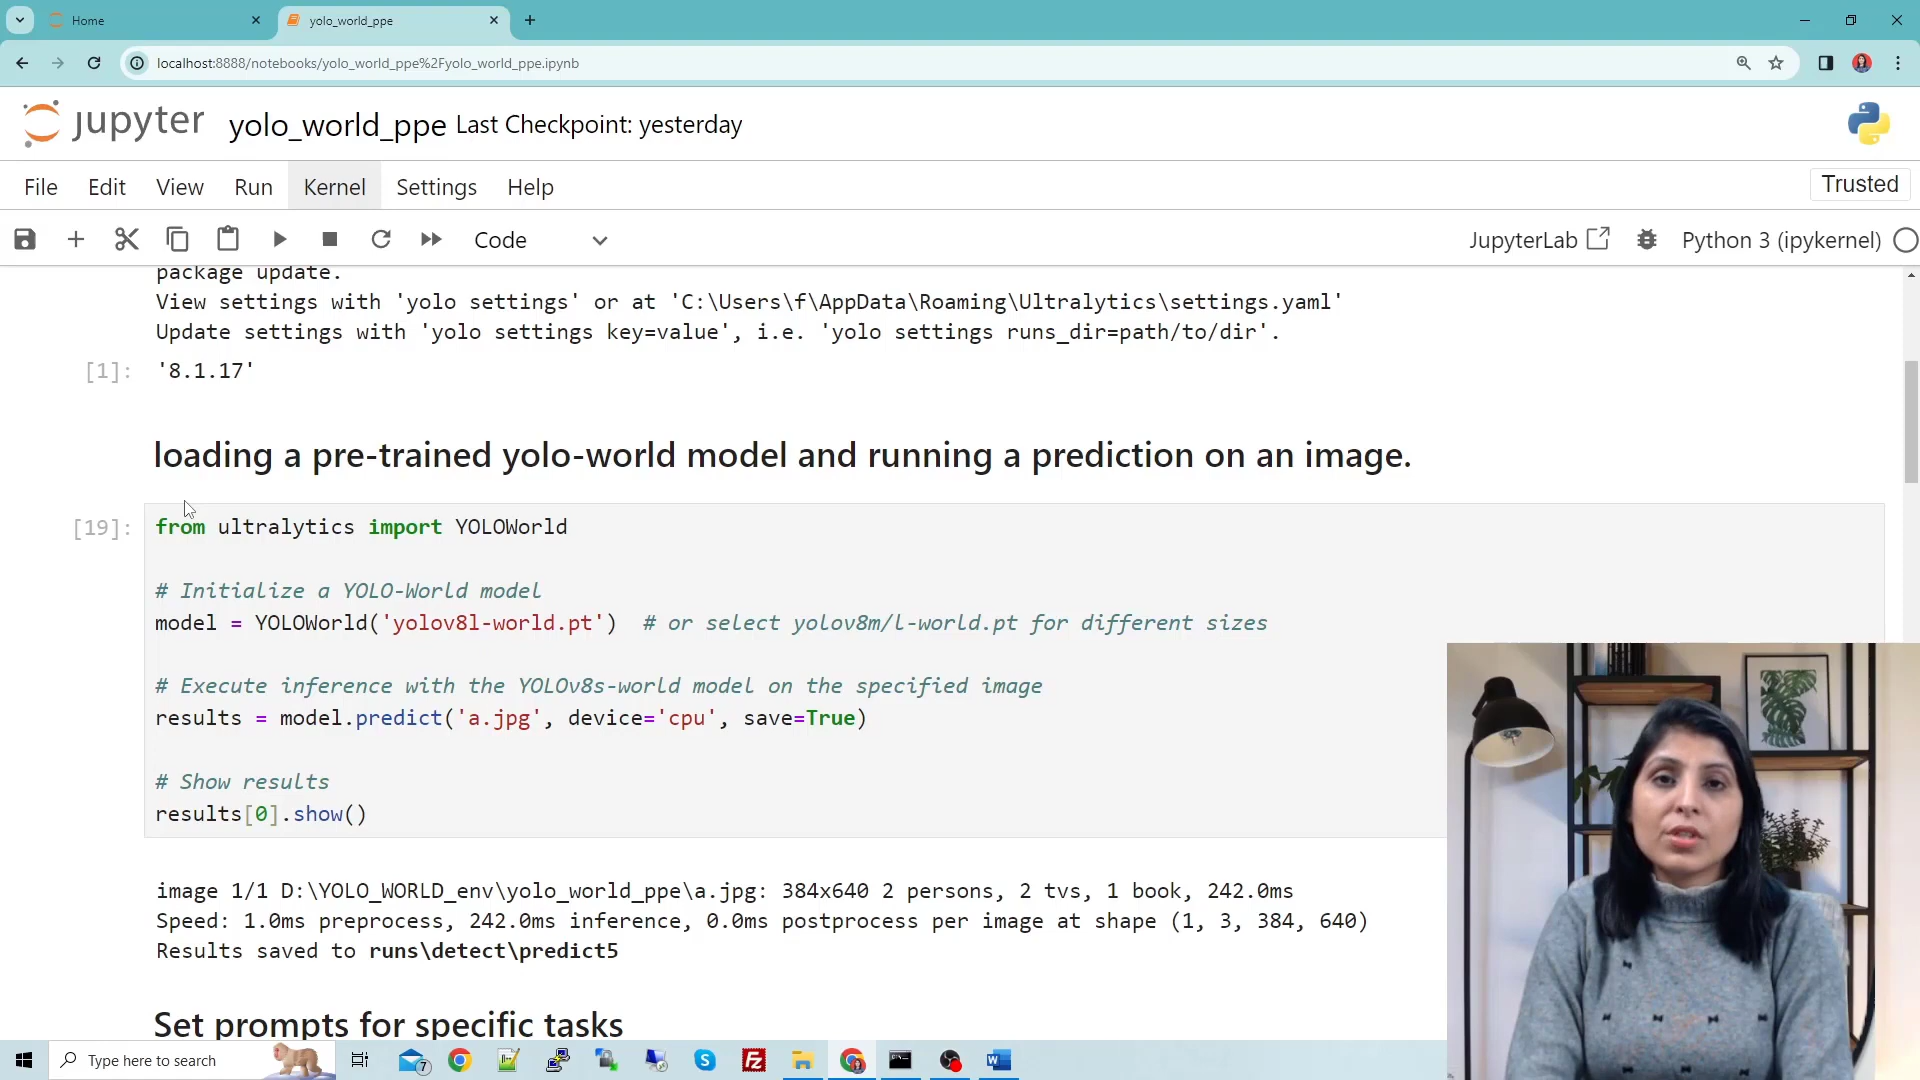 Home
yolo_world_ppe
localhost:8888/notebooks/yolo_world_ppe%2Fyolo_world_ppe.ipynb
jupyter yolo_world_ppe Last Checkpoint: yesterday
File Edit View Run Kernel Settings Help
Trusted
Code
JupyterLab
Python 3 (ipykernel)
package update.
View settings with 'yolo settings' or at 'C:\Users\f\AppData\Roaming\Ultralytics\settings.yaml'
Update settings with 'yolo settings key=value', i.e. 'yolo settings runs_dir=path/to/dir'.
[1]: '8.1.17'
loading a pre-trained yolo-world model and running a prediction on an image.
[19]: from ultralytics import YOLOWorld
# Initialize a YOLO-World model
model = YOLOWorld('yolov8l-world.pt')  # or select yolov8m/l-world.pt for different sizes
# Execute inference with the YOLOv8s-world model on the specified image
results = model.predict('a.jpg', device='cpu', save=True)
# Show results
results[0].show()
image 1/1 D:\YOLO_WORLD_env\yolo_world_ppe\a.jpg: 384x640 2 persons, 2 tvs, 1 book, 242.0ms
Speed: 1.0ms preprocess, 242.0ms inference, 0.0ms postprocess per image at shape (1, 3, 384, 640)
Results saved to runs\detect\predict5
Set prompts for specific tasks
Type here to search
7